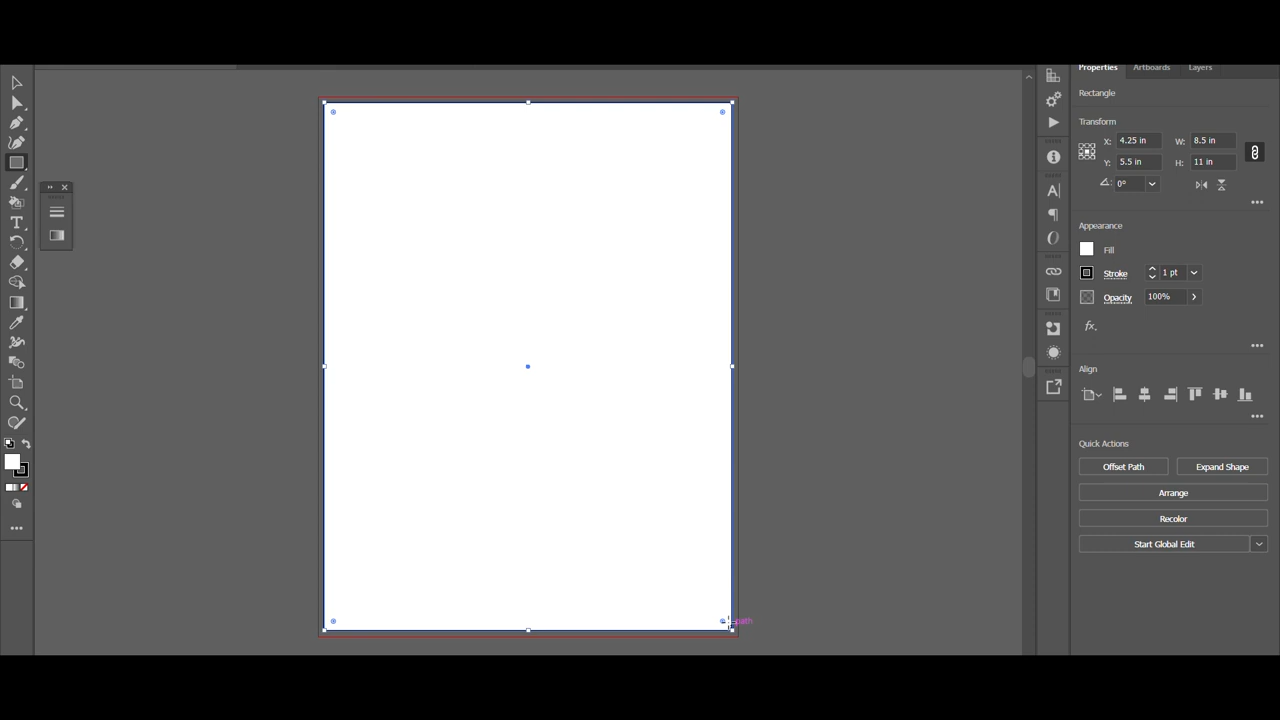 Properties Artboards Layers
Rectangle
Transform
X: 4.25 in W: 8.5 in
Y: 5.5 in H: 11 in
0°
Appearance
Fill
Stroke 1 pt
Opacity 100%
fx.
Align
Quick Actions
Offset Path Expand Shape
Arrange
Recolor
Start Global Edit
path